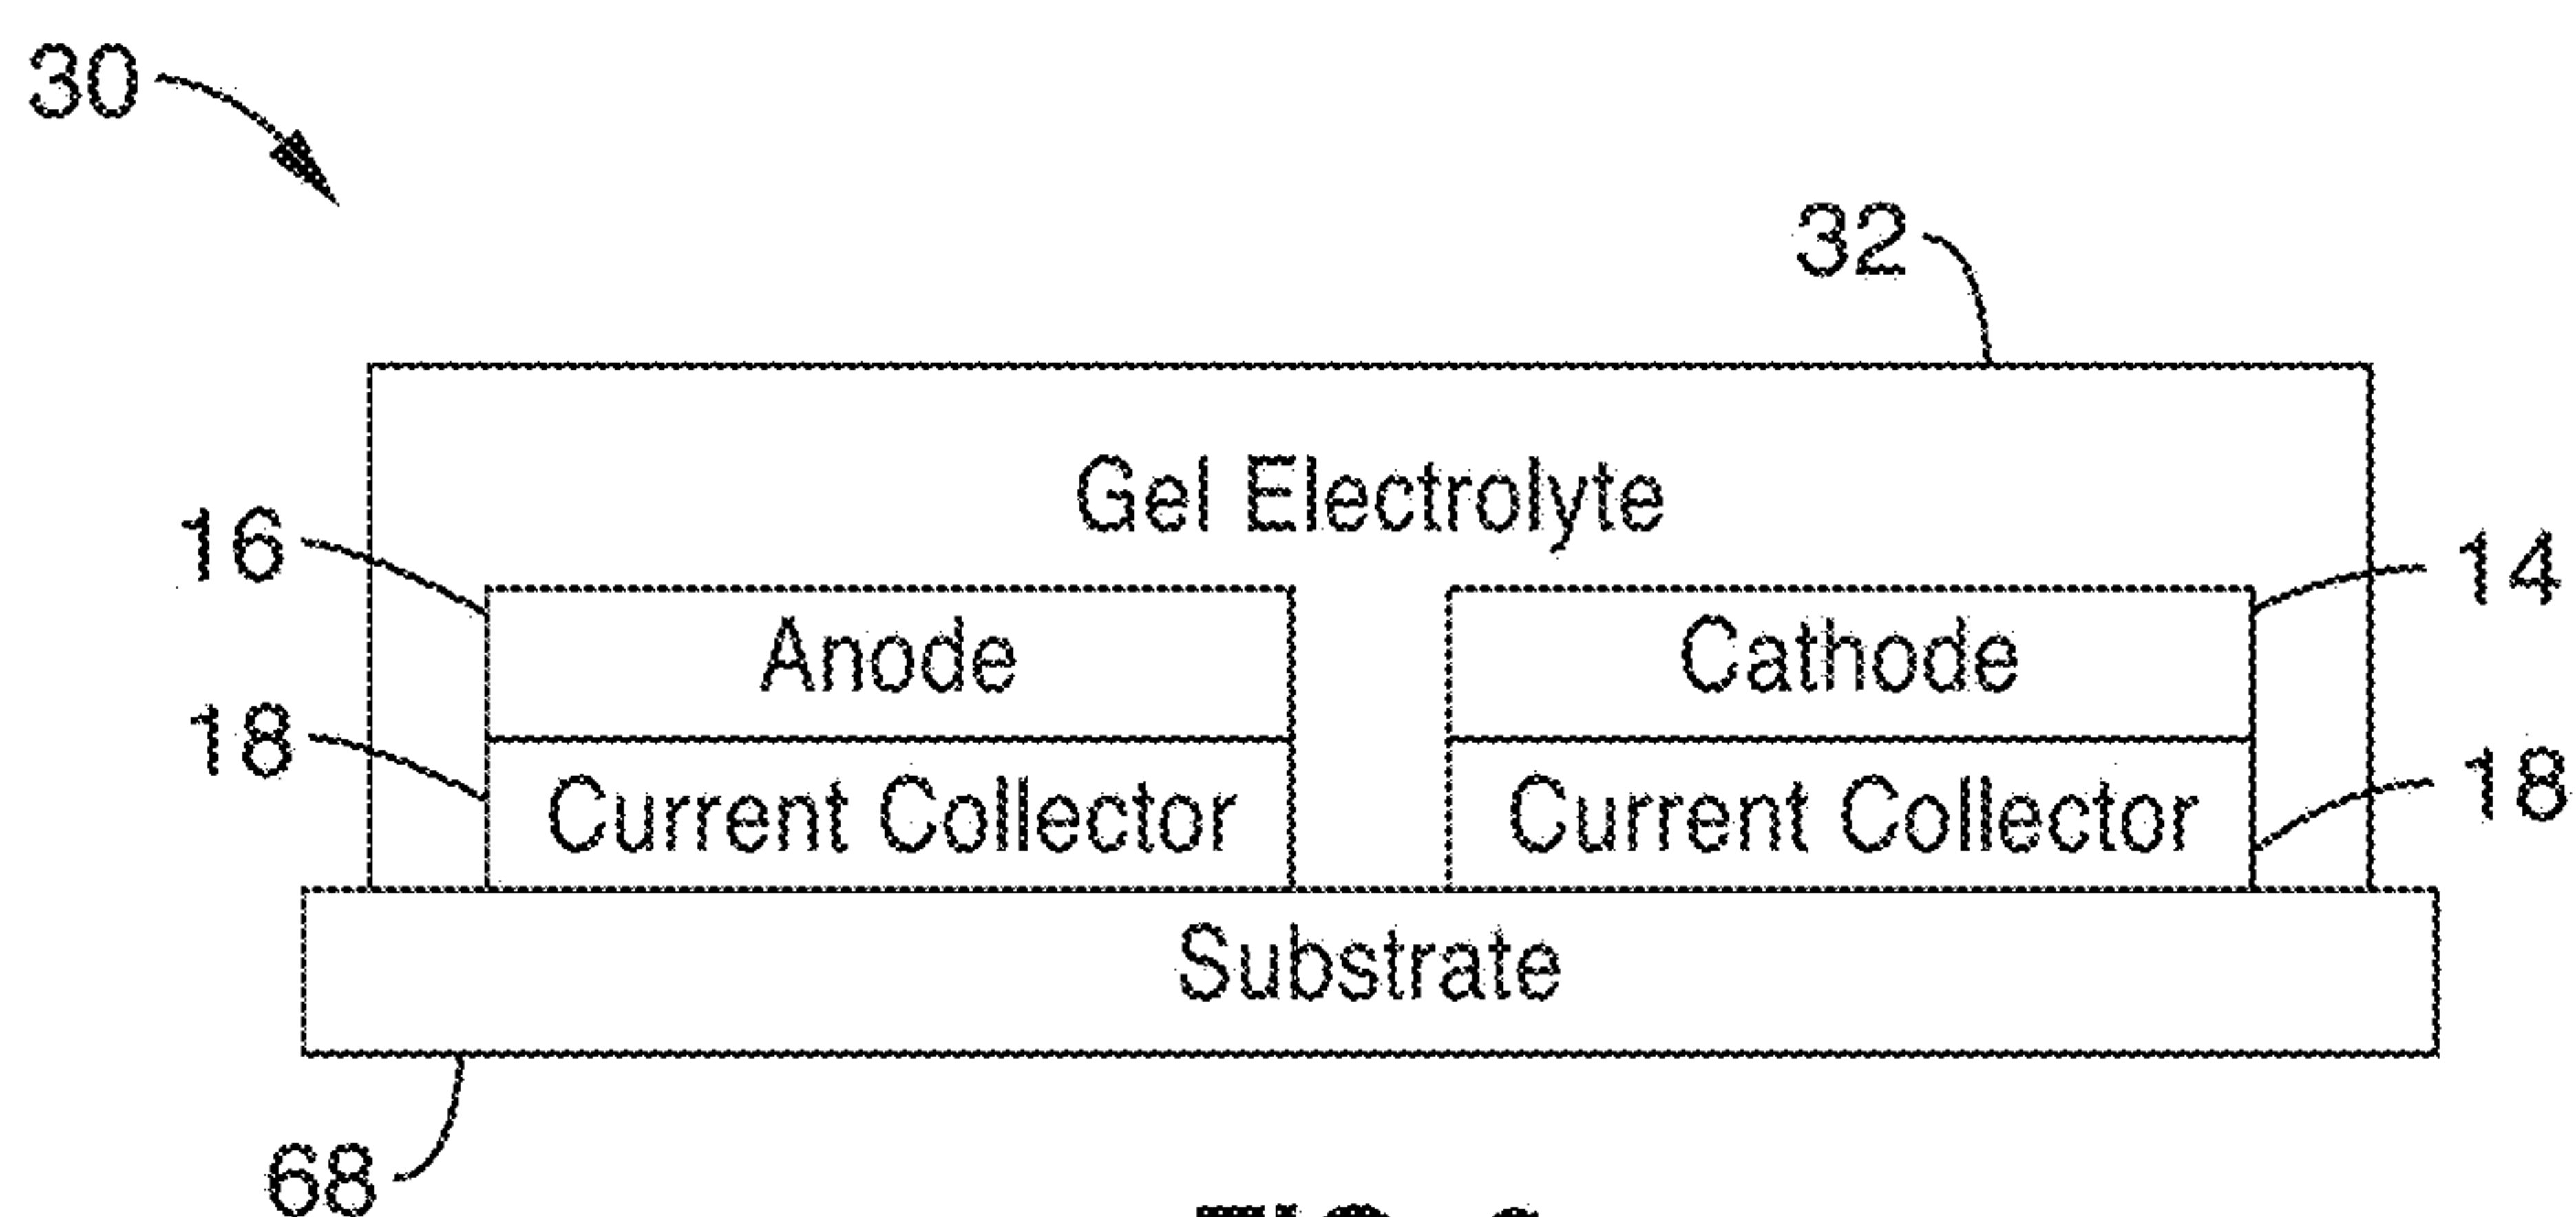 30
32
Gel Electrolyte
16
14
Anode
Cathode
18
18
Current Collector
Current Collector
Substrate
68